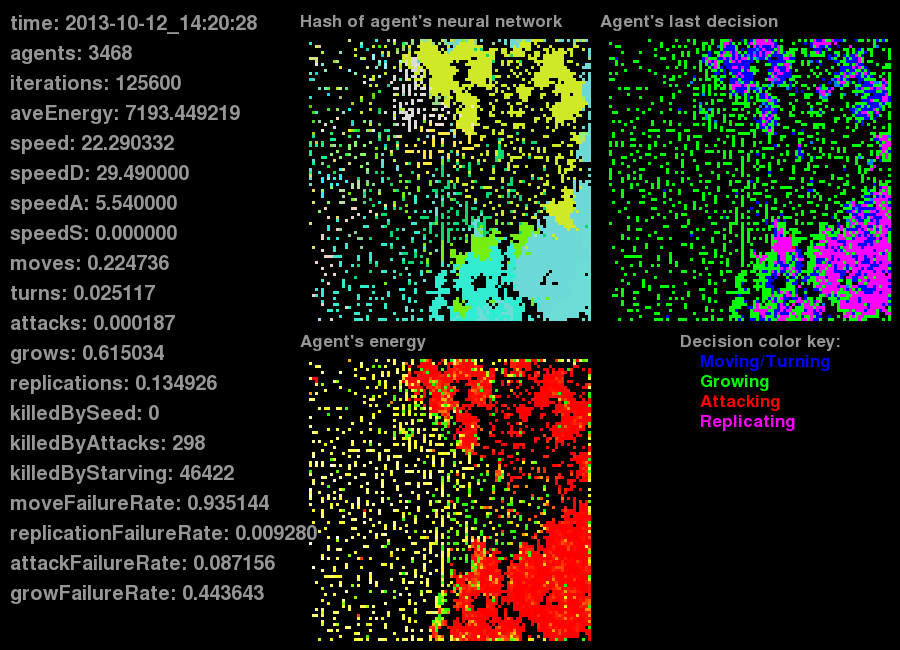 time: 2013-10-12_14:20:28
agents: 3468
iterations: 125600
aveEnergy: 7193.449219
speed: 22.290332
speedD: 29.490000
speedA: 5.540000
speedS: 0.000000
moves: 0.224736
turns: 0.025117
attacks: 0.000187
grows: 0.615034
replications: 0.134926
killedBySeed: 0
killedByAttacks: 298
killedByStarving: 46422
moveFailureRate: 0.935144
replicationFailureRate: 0.009280
attackFailureRate: 0.087156
growFailureRate: 0.443643
Hash of agent's neural network
Agent's last decision
Agent's energy
Decision color key:
Moving/Turning
Growing
Attacking
Replicating